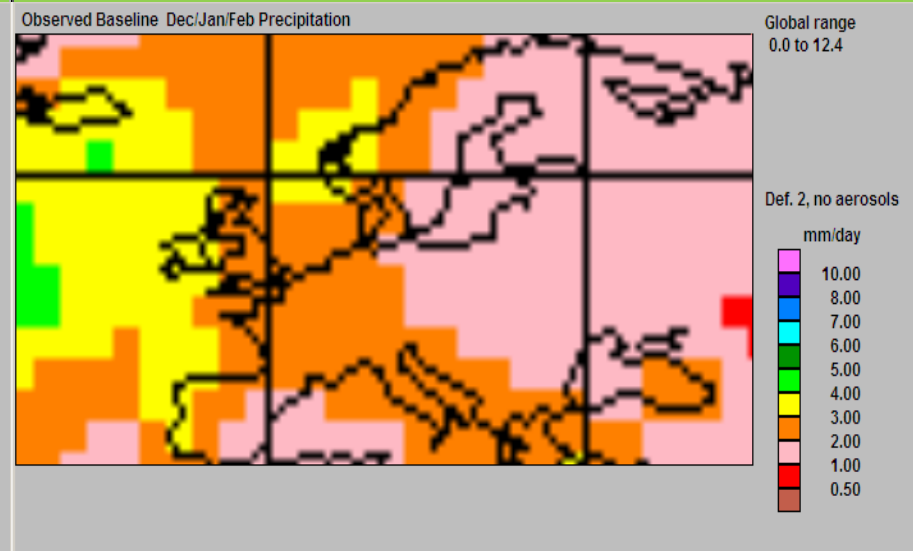 Observed Baseline Dec/Jan/Feb Precipitation
Global range
0.0 to 12.4
Def. 2, no aerosols
mm/day
10.00
8.00
7.00
6.00
5.00
4.00
3.00
2.00
1.00
0.50